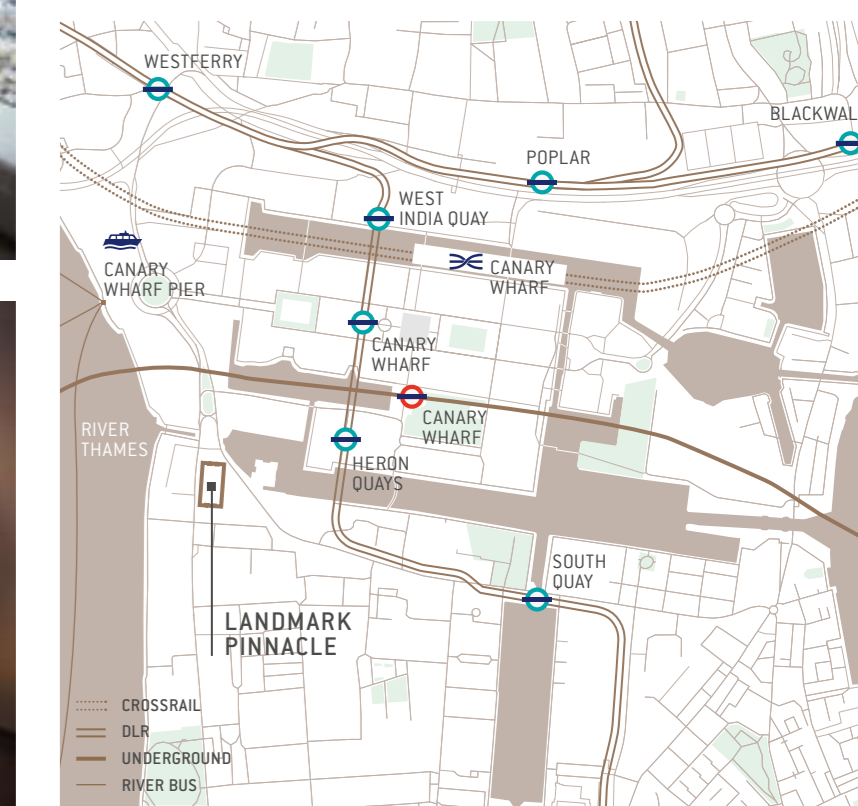 WESTFERRY
BLACKWAL
POPLAR
WEST
INDIA QUAY
CANARY
WHARF PIER
CANARY
WHARF
CANARY
WHARF
CANARY
WHARF
RIVER
THAMES
HERON
QUAYS
SOUTH
QUAY
LANDMARK
PINNACLE
CROSSRAIL
DLR
UNDERGROUND
RIVER BUS